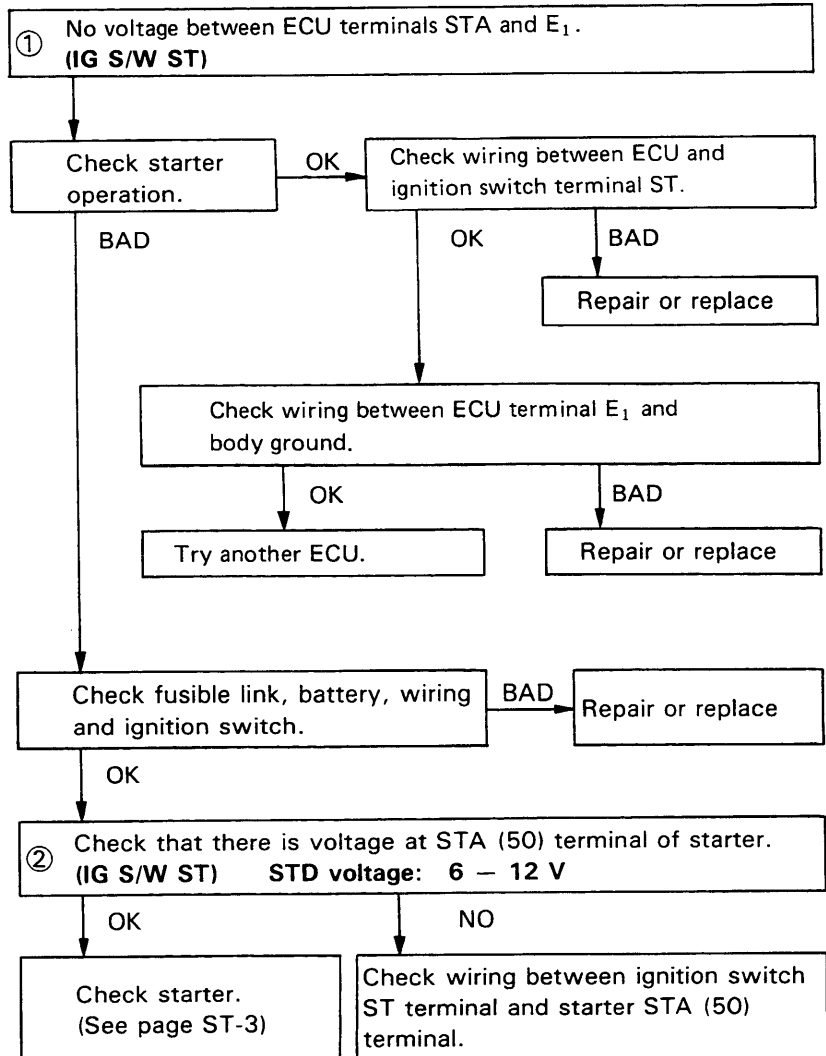 ① No voltage between ECU terminals STA and E₁.
(IG S/W ST)
Check starter
operation.
OK
Check wiring between ECU and
ignition switch terminal ST.
BAD
OK
BAD
Repair or replace
Check wiring between ECU terminal E₁ and
body ground.
OK
BAD
Try another ECU.
Repair or replace
Check fusible link, battery, wiring
and ignition switch.
BAD
Repair or replace
OK
② Check that there is voltage at STA (50) terminal of starter.
(IG S/W ST) STD voltage: 6 – 12 V
OK
NO
Check starter.
(See page ST-3)
Check wiring between ignition switch
ST terminal and starter STA (50)
terminal.